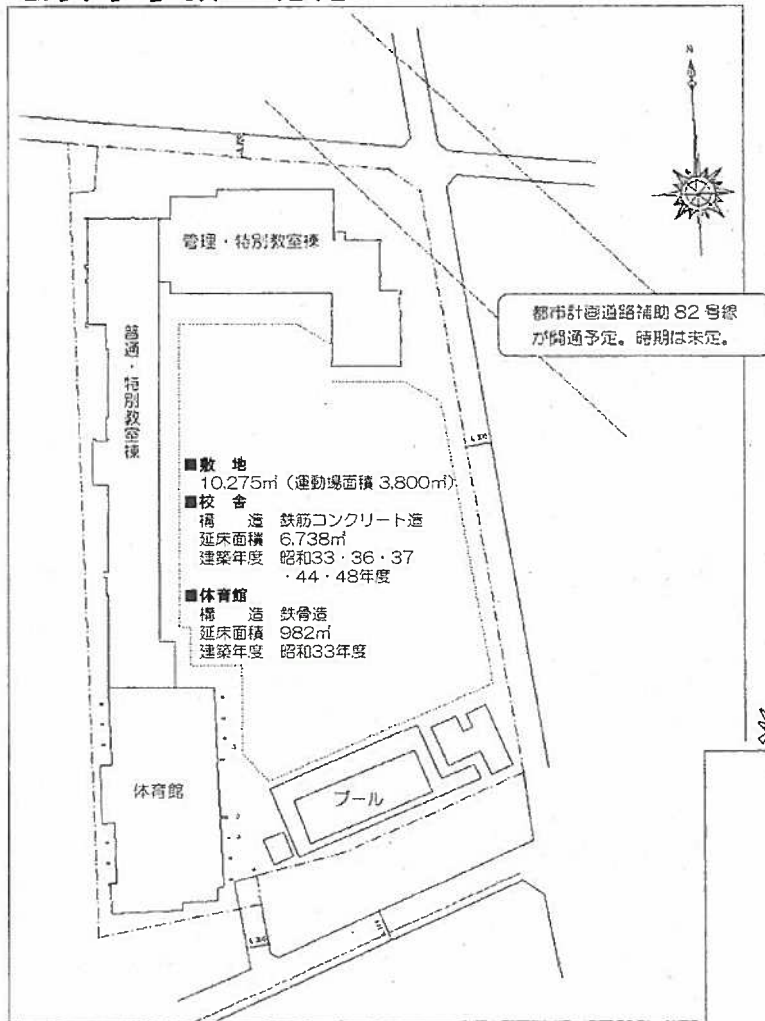 N
管理・特別教室棟
都市計画道路補助 82 号線
が開通予定。時期は未定。
普通・特別教室棟
■敷 地
10,275㎡（運動場面積 3,800㎡）
■校 舎
構 造 鉄筋コンクリート造
延床面積 6,738㎡
建築年度 昭和33・36・37
・44・48年度
■体育館
構 造 鉄骨造
延床面積 982㎡
建築年度 昭和33年度
体育館
プール